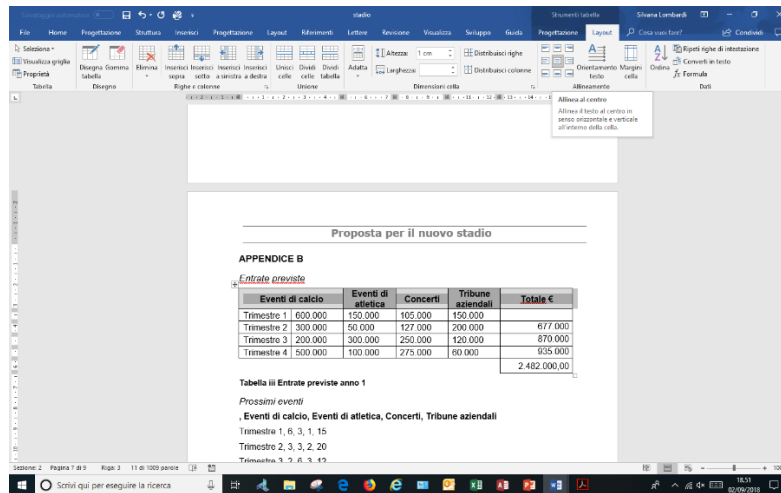 Salvataggio automatico
stadio
Strumenti tabella
Silvana Lombardi
File Home Progettazione Struttura Inserisci Progettazione Layout Riferimenti Lettere Revisione Visualizza Sviluppo Guida Progettazione Layout Cosa vuoi fare? Condividi
Seleziona
Visualizza griglia
Proprietà
Disegna tabella
Gomma
Elimina
Inserisci sopra
Inserisci sotto
Inserisci a sinistra
Inserisci a destra
Unisci celle
Dividi celle
Dividi tabella
Adatta
Altezza: 1 cm
Larghezza:
Distribuisci righe
Distribuisci colonne
Orientamento testo
Margini cella
Ordina
Ripeti righe di intestazione
Converti in testo
Formula
Tabella Disegno Righe e colonne Unione Dimensioni cella Allineamento Dati
Allinea al centro
Allinea il testo al centro in
senso orizzontale e verticale
all'interno della cella.
Proposta per il nuovo stadio
APPENDICE B
Entrate previste
Eventi di calcio Eventi di atletica Concerti Tribune aziendali Totale €
Trimestre 1 600.000 150.000 105.000 150.000
Trimestre 2 300.000 50.000 127.000 200.000 677.000
Trimestre 3 200.000 300.000 250.000 120.000 870.000
Trimestre 4 500.000 100.000 275.000 60.000 935.000
2.482.000,00
Tabella iii Entrate previste anno 1
Prossimi eventi
, Eventi di calcio, Eventi di atletica, Concerti, Tribune aziendali
Trimestre 1, 6, 3, 1, 15
Trimestre 2, 3, 3, 2, 20
Trimestre 3, 2, 6, 3, 12
Sezione: 2 Pagina 7 di 9 Riga: 3 11 di 1009 parole
Scrivi qui per eseguire la ricerca
18.51
02/09/2018